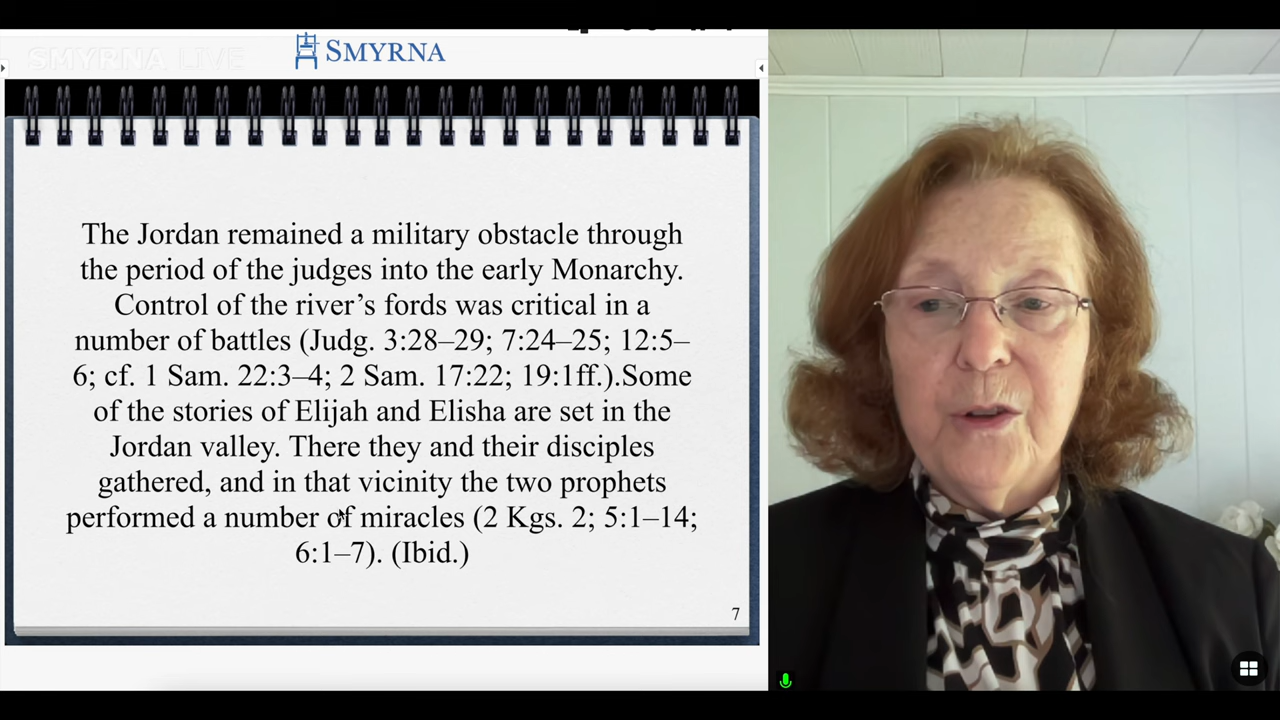 SMYRNA LIVE
SMYRNA
The Jordan remained a military obstacle through
the period of the judges into the early Monarchy.
Control of the river’s fords was critical in a
number of battles (Judg. 3:28–29; 7:24–25; 12:5–
6; cf. 1 Sam. 22:3–4; 2 Sam. 17:22; 19:1ff.).Some
of the stories of Elijah and Elisha are set in the
Jordan valley. There they and their disciples
gathered, and in that vicinity the two prophets
performed a number of miracles (2 Kgs. 2; 5:1–14;
6:1–7). (Ibid.)
7